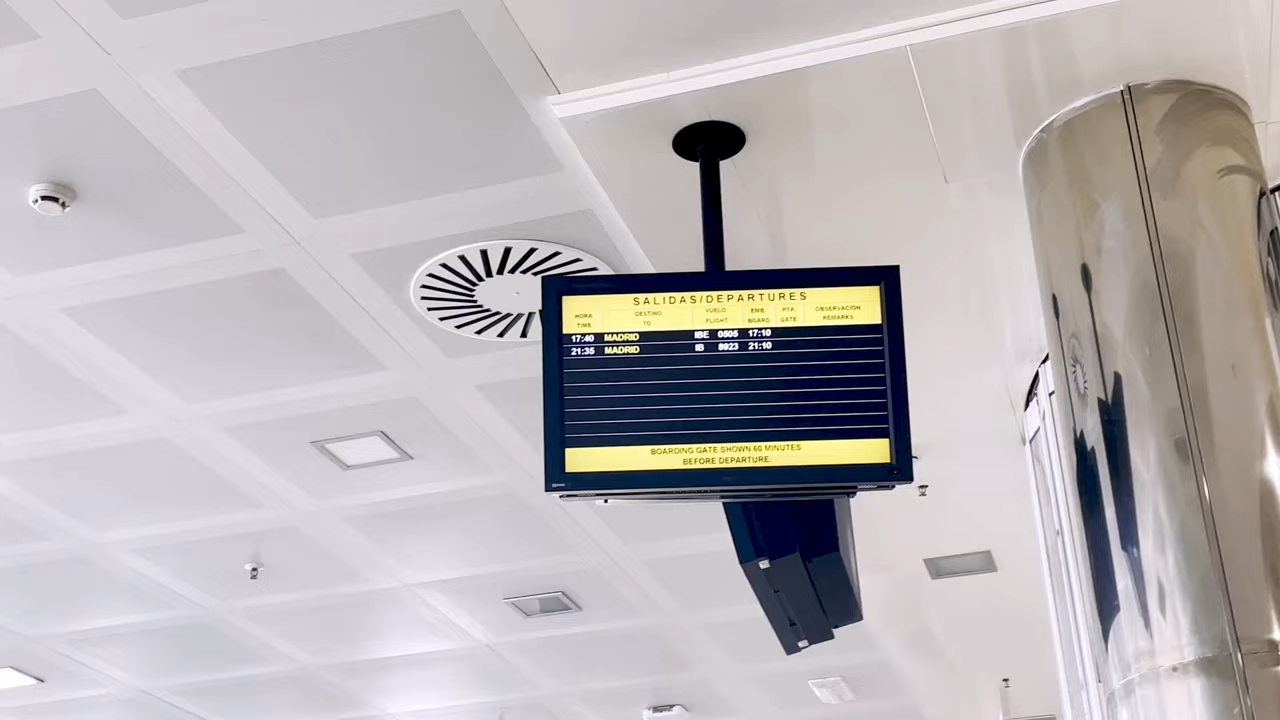 SALIDAS/DEPARTURES
HORA DESTINO VUELO EMB. PTA. OBSERVACION
TIME TO FLIGHT BOARD. GATE REMARKS
17:40 MADRID IBE 0505 17:10
21:35 MADRID IB 8923 21:10
BOARDING GATE SHOWN 60 MINUTES
BEFORE DEPARTURE.